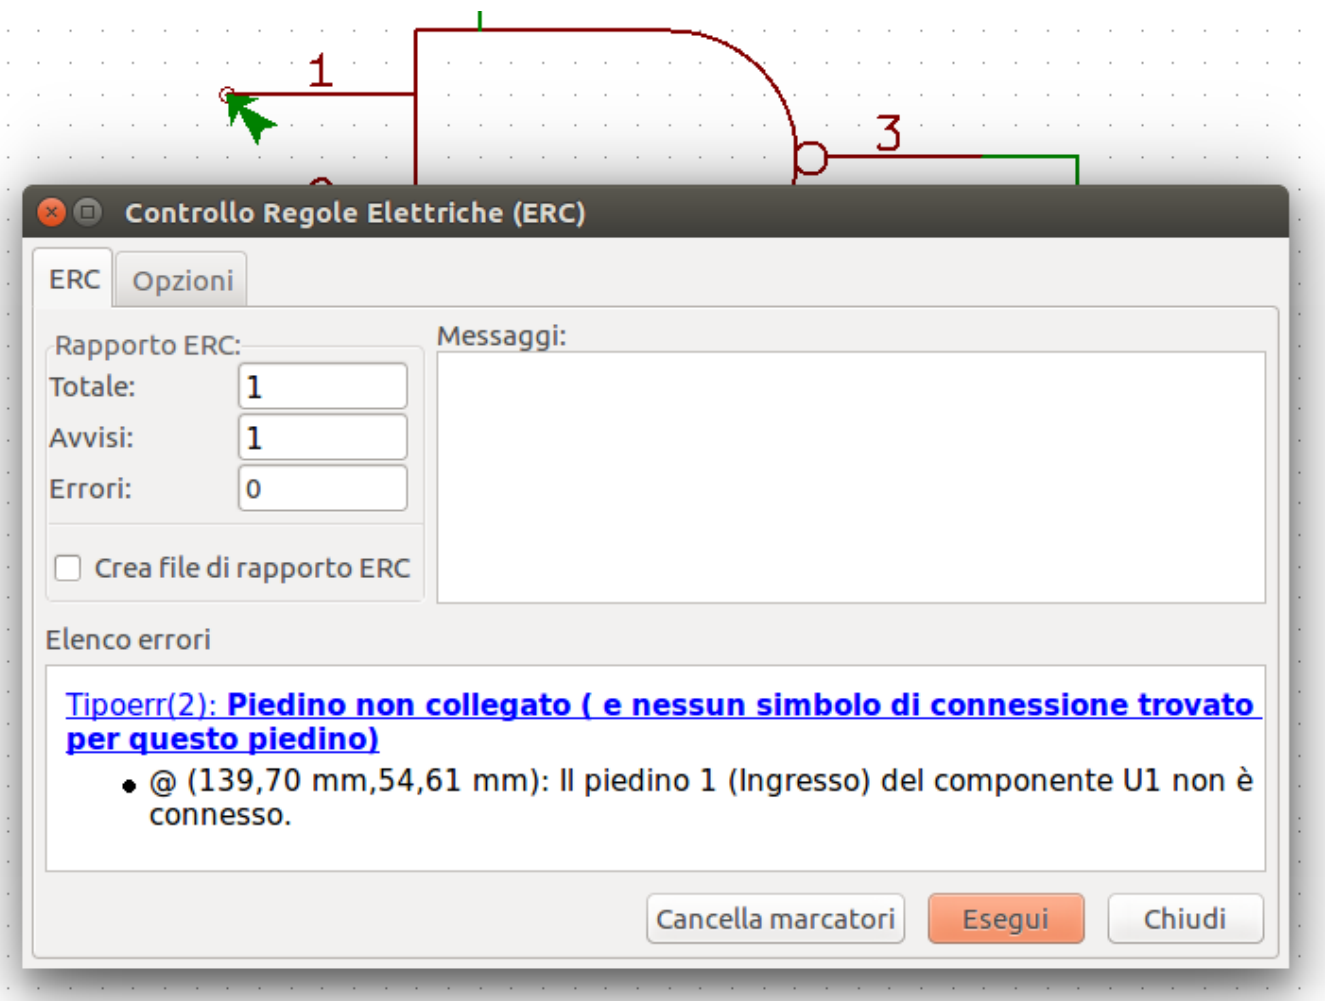 1
3
Controllo Regole Elettriche (ERC)
ERC
Opzioni
Rapporto ERC:
Totale:
1
Avvisi:
1
Errori:
0
Crea file di rapporto ERC
Messaggi:
Elenco errori
Tipoerr(2): Piedino non collegato ( e nessun simbolo di connessione trovato
per questo piedino)
@ (139,70 mm,54,61 mm): Il piedino 1 (Ingresso) del componente U1 non è
connesso.
Cancella marcatori
Esegui
Chiudi